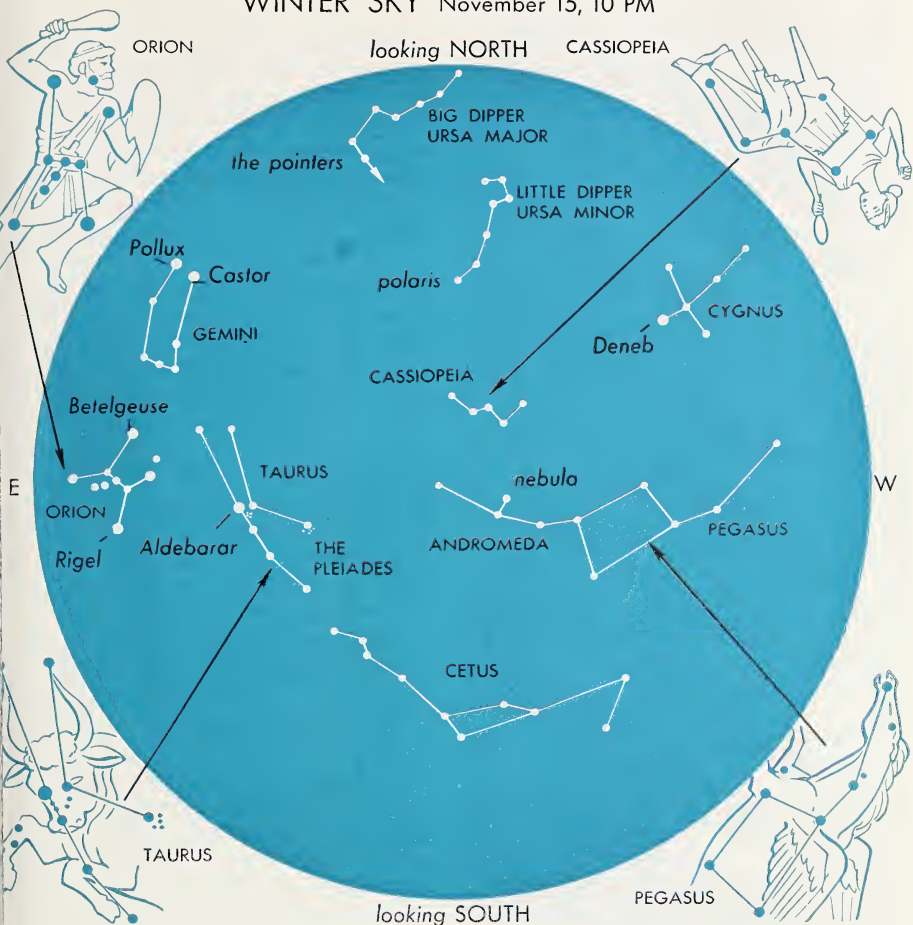 WINTER SKY November 15, 10 PM
ORION
looking NORTH
CASSIOPEIA
BIG DIPPER
URSA MAJOR
the pointers
LITTLE DIPPER
URSA MINOR
Pollux
Castor
polaris
GEMINI
CYGNUS
Deneb
CASSIOPEIA
Betelgeuse
TAURUS
E
nebula
W
ORION
ANDROMEDA
PEGASUS
Rigel
Aldebarar
THE
PLEIADES
CETUS
TAURUS
PEGASUS
looking SOUTH